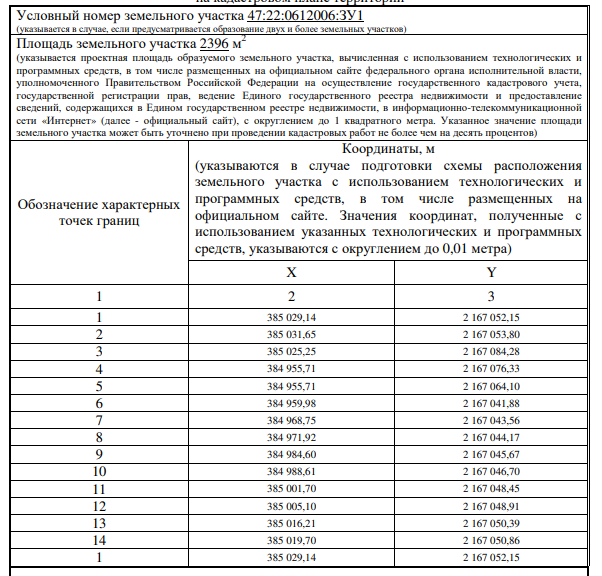 Условный номер земельного участка 47:22:0612006:ЗУ1
(указывается в случае, если предусматривается образование двух и более земельных участков)
Площадь земельного участка 2396 м2
(указывается проектная площадь образуемого земельного участка, вычисленная с использованием технологических и
программных средств, в том числе размещенных на официальном сайте федерального органа исполнительной власти,
уполномоченного Правительством Российской Федерации на осуществление государственного кадастрового учета,
государственной регистрации прав, ведение Единого государственного реестра недвижимости и предоставление
сведений, содержащихся в Едином государственном реестре недвижимости, в информационно-телекоммуникационной
сети «Интернет» (далее - официальный сайт), с округлением до 1 квадратного метра. Указанное значение площади
земельного участка может быть уточнено при проведении кадастровых работ не более чем на десять процентов)
Обозначение характерных
точек границ
Координаты, м
(указываются в случае подготовки схемы расположения
земельного участка с использованием технологических и
программных средств, в том числе размещенных на
официальном сайте. Значения координат, полученные с
использованием указанных технологических и программных
средств, указываются с округлением до 0,01 метра)
X Y
1 2 3
1 385 029,14 2 167 052,15
2 385 031,65 2 167 053,80
3 385 025,25 2 167 084,28
4 384 955,71 2 167 076,33
5 384 955,71 2 167 064,10
6 384 959,98 2 167 041,88
7 384 968,75 2 167 043,56
8 384 971,92 2 167 044,17
9 384 984,60 2 167 045,67
10 384 988,61 2 167 046,70
11 385 001,70 2 167 048,45
12 385 005,10 2 167 048,91
13 385 016,21 2 167 050,39
14 385 019,70 2 167 050,86
1 385 029,14 2 167 052,15